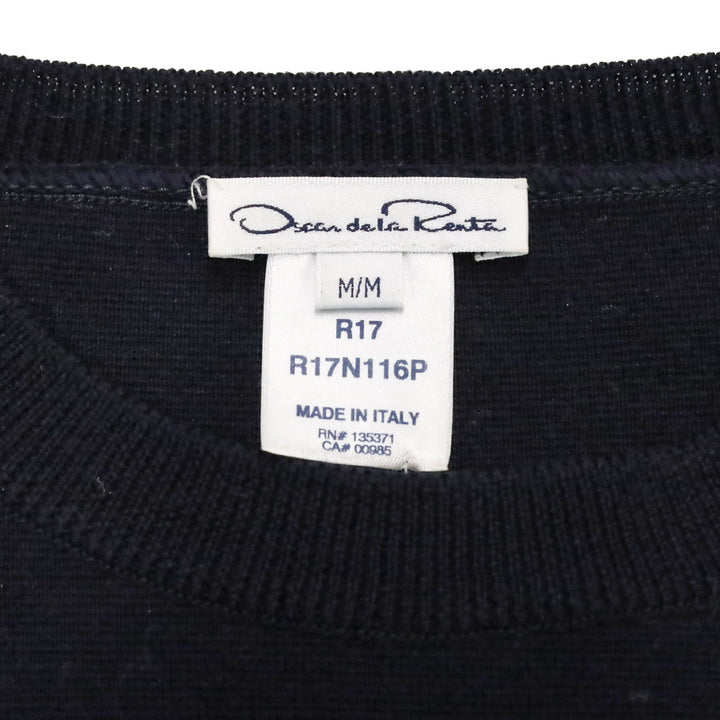 Oscar de la Renta
M/M
R17
R17N116P
MADE IN ITALY
RN# 135371
CA# 00985